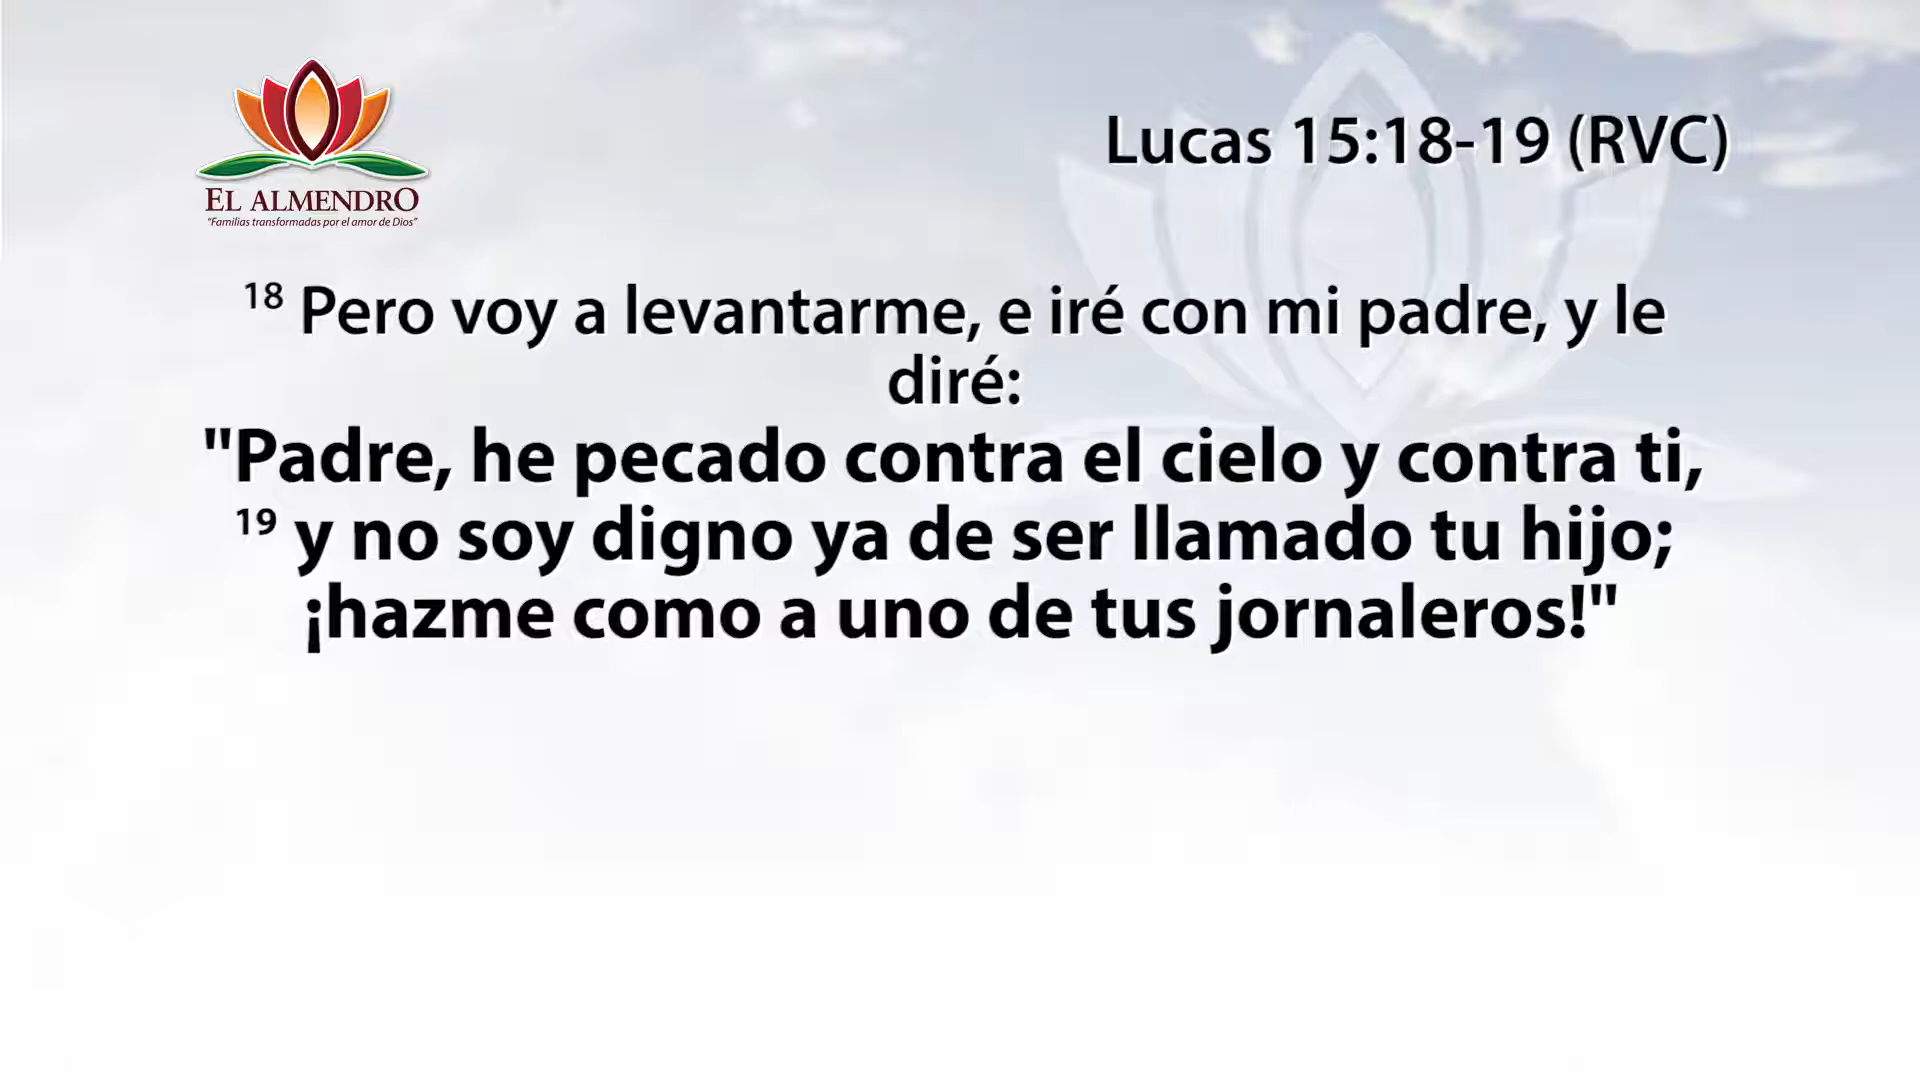 EL ALMENDRO
"Familias transformadas por el amor de Dios"
Lucas 15:18-19 (RVC)
18 Pero voy a levantarme, e iré con mi padre, y le
diré:
"Padre, he pecado contra el cielo y contra ti,
19 y no soy digno ya de ser llamado tu hijo;
¡hazme como a uno de tus jornaleros!"